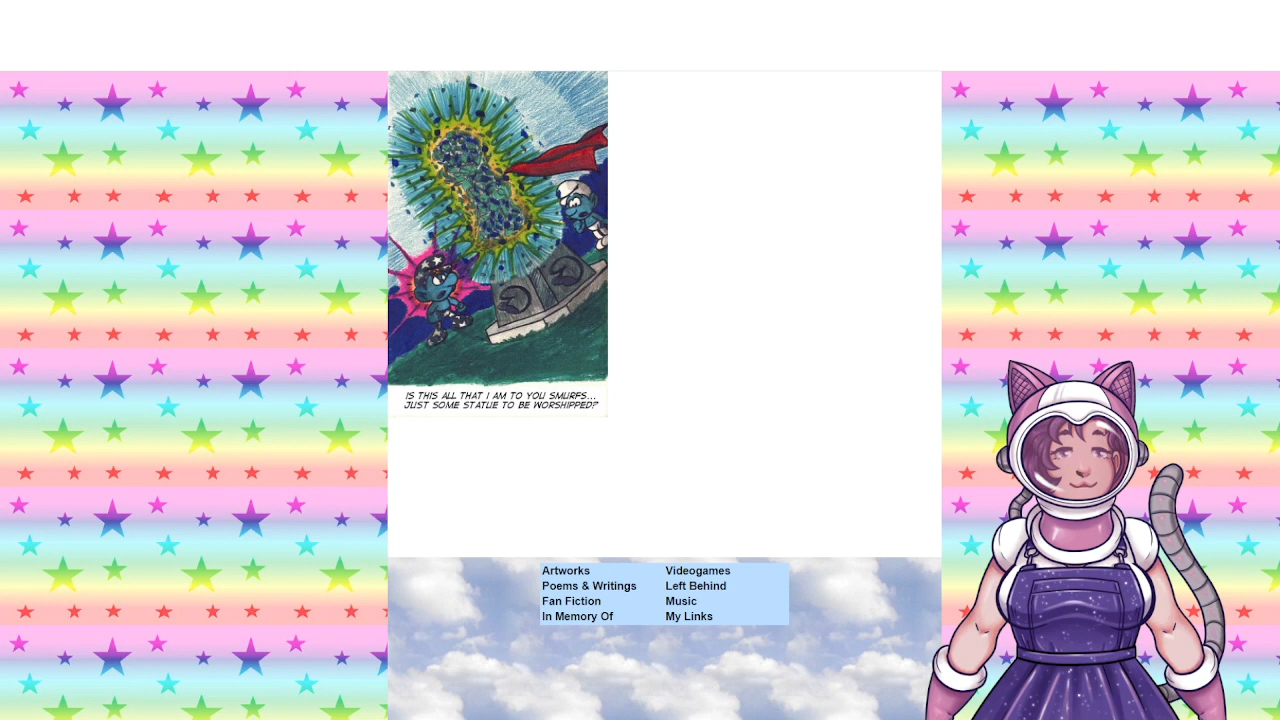 IS THIS ALL THAT I AM TO YOU SMURFS...
JUST SOME STATUE TO BE WORSHIPPED?
Artworks
Videogames
Poems & Writings
Left Behind
Fan Fiction
Music
In Memory Of
My Links